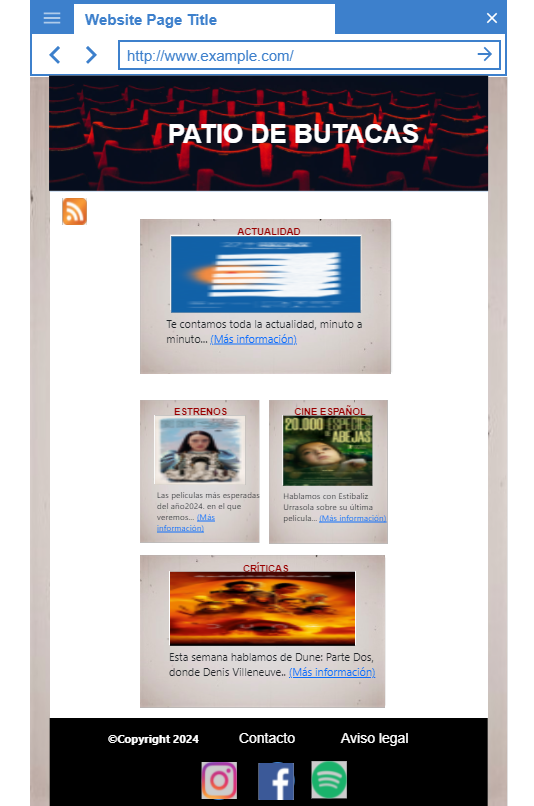 Website Page Title
http://www.example.com/
PATIO DE BUTACAS
ACTUALIDAD
Te contamos toda la actualidad, minuto a
minuto... (Más información)
ESTRENOS
Las películas más esperadas
del año2024. en el que
veremos... (Más
información)
CINE ESPAÑOL
20.000 ESPECIES
DE ABEJAS
Hablamos con Estíbaliz
Urrasola sobre su última
película... (Más información)
CRÍTICAS
Esta semana hablamos de Dune: Parte Dos,
donde Denis Villeneuve.. (Más información)
©Copyright 2024
Contacto
Aviso legal